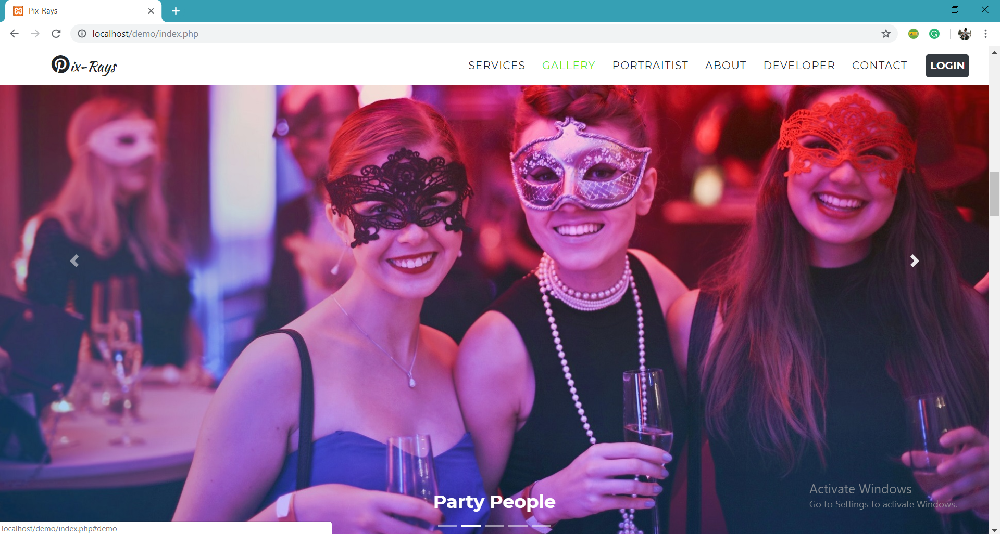 Pix-Rays
localhost/demo/index.php
Pix-Rays
SERVICES GALLERY PORTRAITIST ABOUT DEVELOPER CONTACT LOGIN
Party People
Activate Windows
Go to Settings to activate Windows.
localhost/demo/index.php#demo